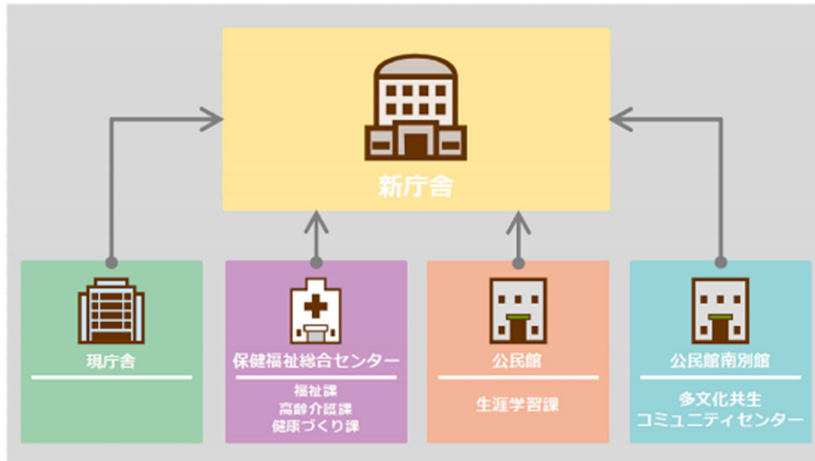 新庁舎
現庁舎
保健福祉総合センター
福祉課
高齢介護課
健康づくり課
公民館
生涯学習課
公民館南別館
多文化共生
コミュニティセンター